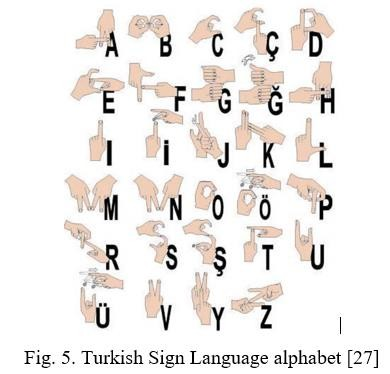 A B C Ç D
E F G Ğ H
I İ J K L
M N O Ö P
R S Ş T U
Ü V Y Z
Fig. 5. Turkish Sign Language alphabet [27]